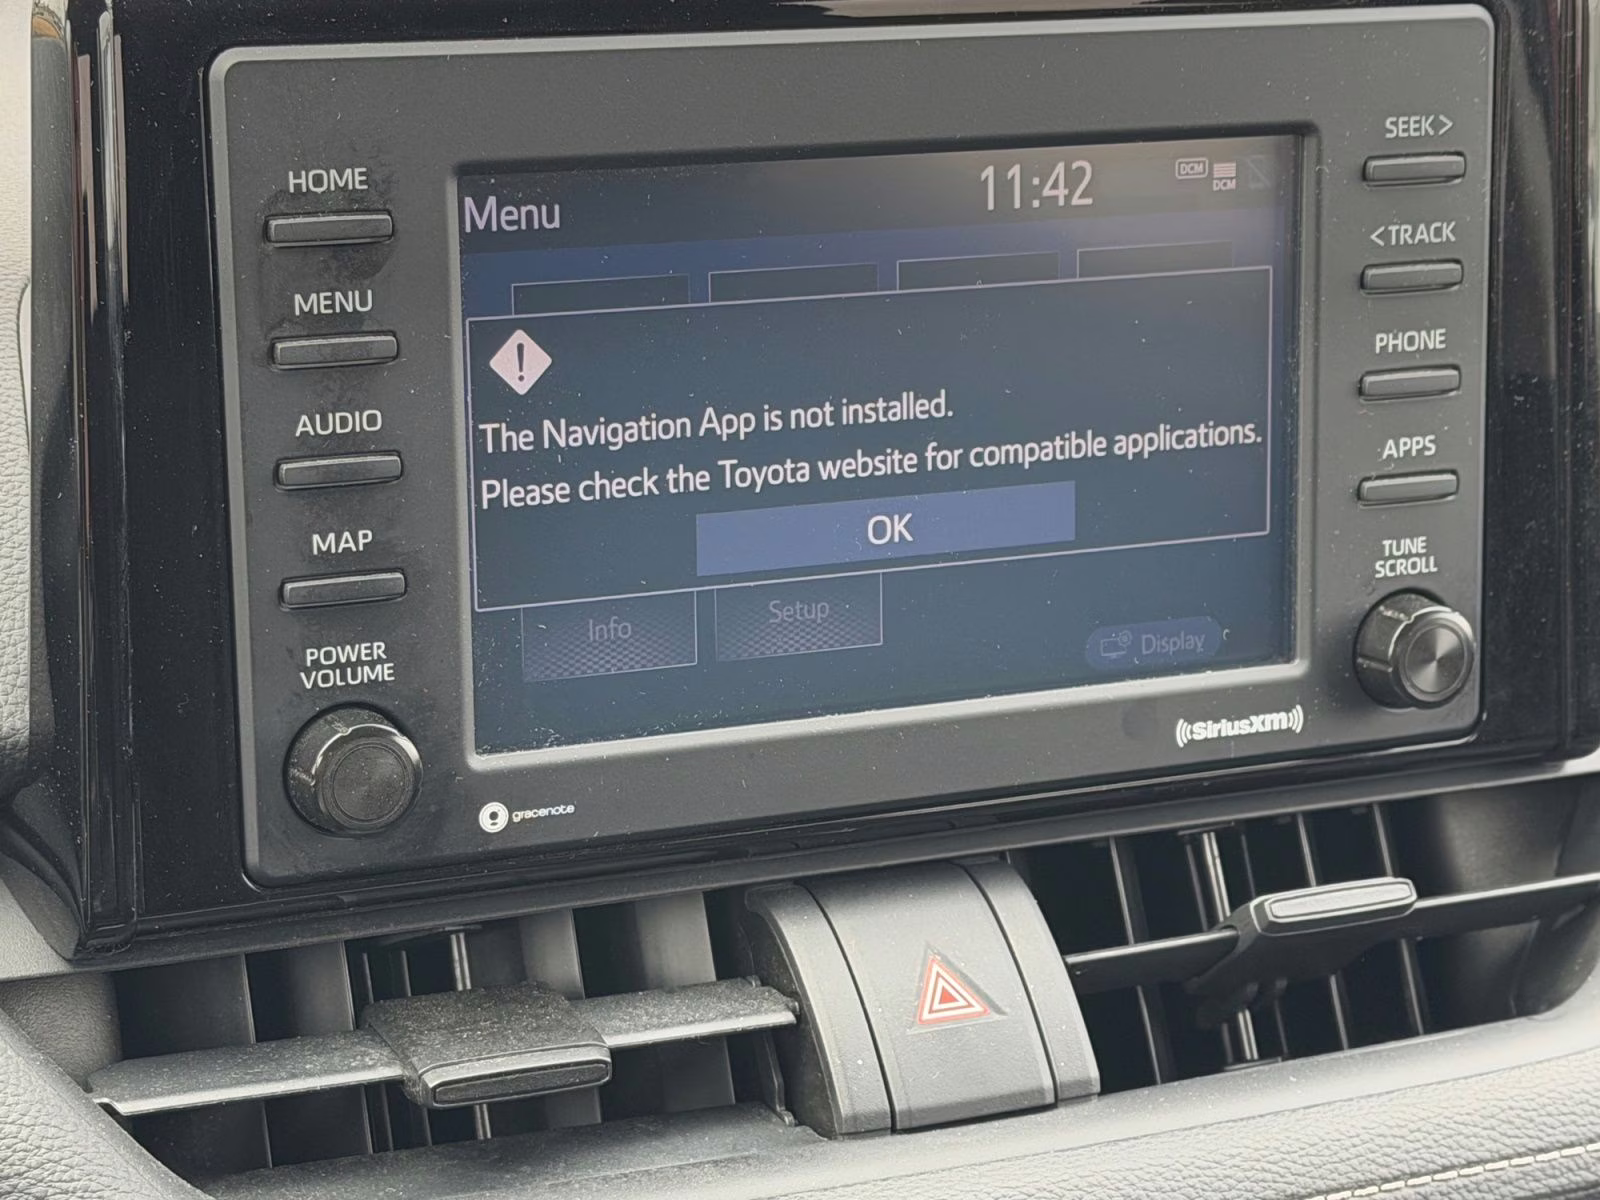 HOME
MENU
AUDIO
MAP
POWER
VOLUME
Menu
11:42
DCM
DCM
The Navigation App is not installed.
Please check the Toyota website for compatible applications.
OK
Info
Setup
Display
gracenote
((SiriusXM))
SEEK >
< TRACK
PHONE
APPS
TUNE
SCROLL